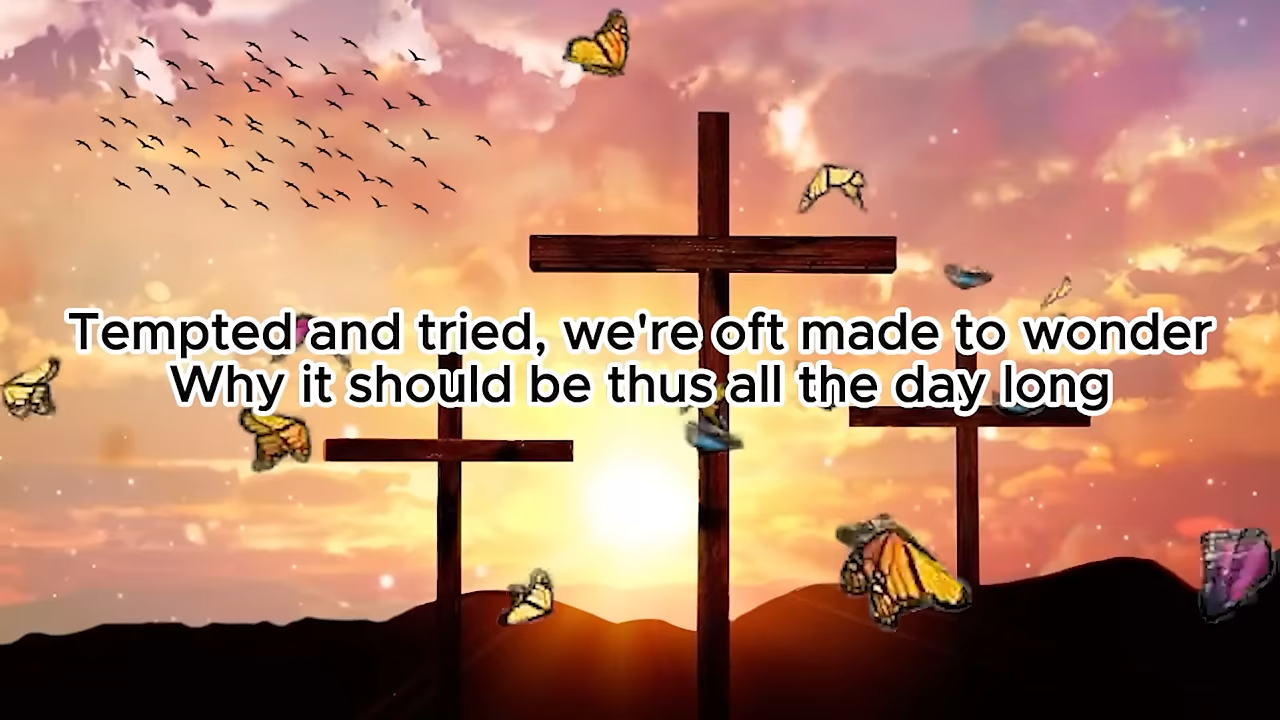 Tempted and tried, we're oft made to wonder
Why it should be thus all the day long